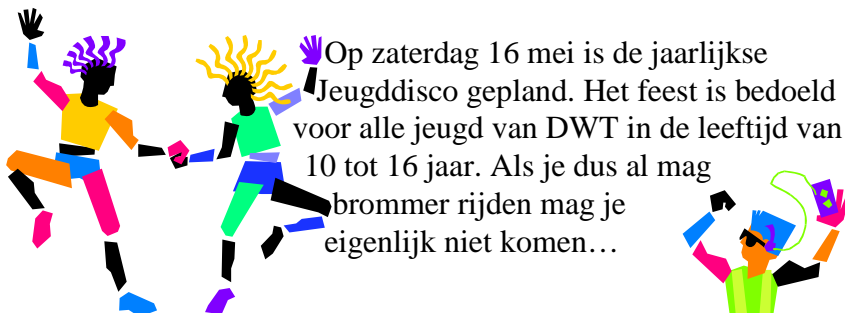 Op zaterdag 16 mei is de jaarlijkse
Jeugddisco gepland. Het feest is bedoeld
voor alle jeugd van DWT in de leeftijd van
10 tot 16 jaar. Als je dus al mag
brommer rijden mag je
eigenlijk niet komen…